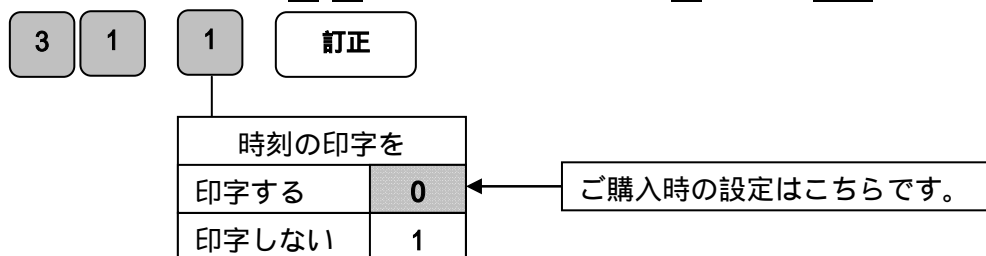 3 1 1 訂正
時刻の印字を
印字する 0
ご購入時の設定はこちらです。
印字しない 1